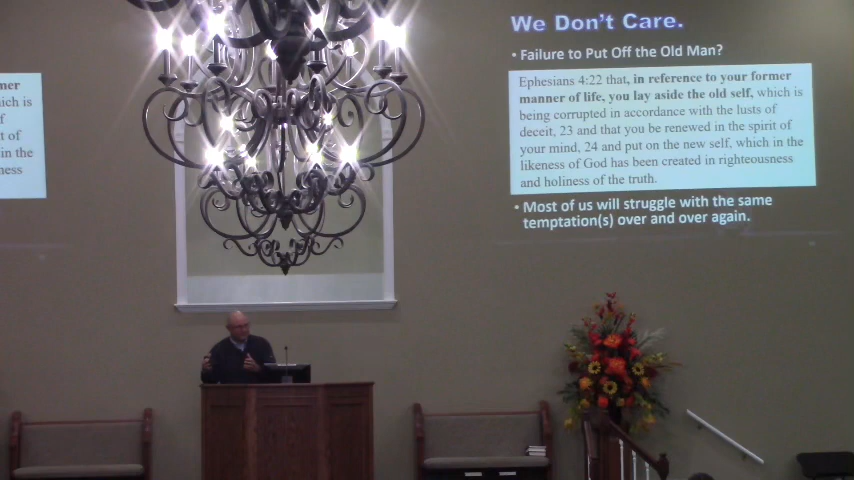 We Don't Care.
• Failure to Put Off the Old Man?
Ephesians 4:22 that, in reference to your former
manner of life, you lay aside the old self, which is
being corrupted in accordance with the lusts of
deceit, 23 and that you be renewed in the spirit of
your mind, 24 and put on the new self, which in the
likeness of God has been created in righteousness
and holiness of the truth.
• Most of us will struggle with the same
temptation(s) over and over again.
mer
ich is
f
t of
in the
ness